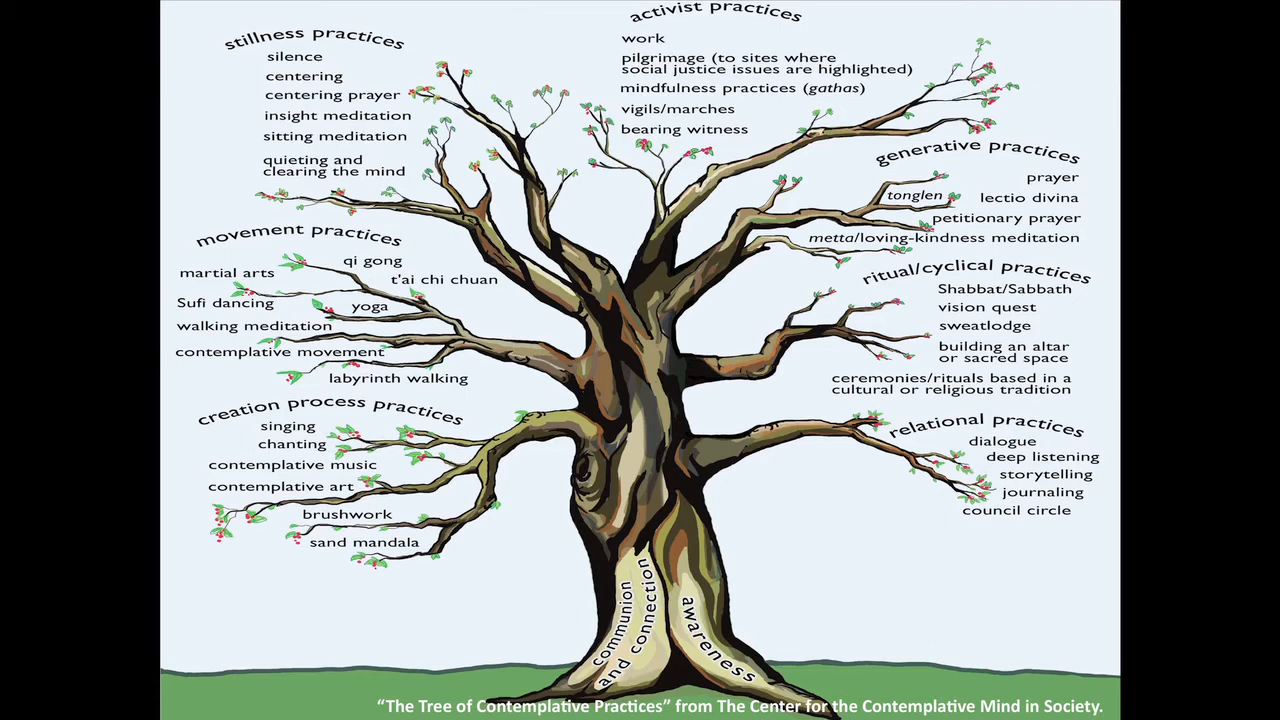 stillness practices
silence
centering
centering prayer
insight meditation
sitting meditation
quieting and
clearing the mind
movement practices
qi gong
martial arts
t'ai chi chuan
Sufi dancing
yoga
walking meditation
contemplative movement
labyrinth walking
creation process practices
singing
chanting
contemplative music
contemplative art
brushwork
sand mandala
activist practices
work
pilgrimage (to sites where
social justice issues are highlighted)
mindfulness practices (gathas)
vigils/marches
bearing witness
generative practices
prayer
tonglen
lectio divina
petitionary prayer
metta/loving-kindness meditation
ritual/cyclical practices
Shabbat/Sabbath
vision quest
sweatlodge
building an altar
or sacred space
ceremonies/rituals based in a
cultural or religious tradition
relational practices
dialogue
deep listening
storytelling
journaling
council circle
communion
and connection
awareness
“The Tree of Contemplative Practices” from The Center for the Contemplative Mind in Society.